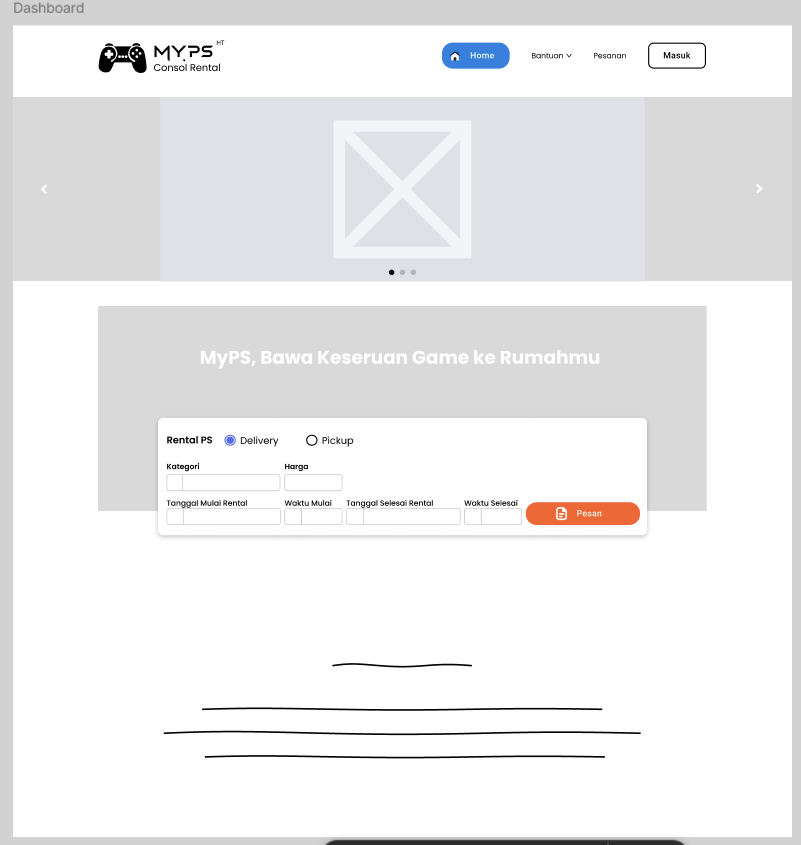 Dashboard
MYPS HT
Consol Rental
Home
Bantuan
Pesanan
Masuk
MyPS, Bawa Keseruan Game ke Rumahmu
Rental PS
Delivery
Pickup
Kategori
Harga
Tanggal Mulai Rental
Waktu Mulai
Tanggal Selesai Rental
Waktu Selesai
Pesan